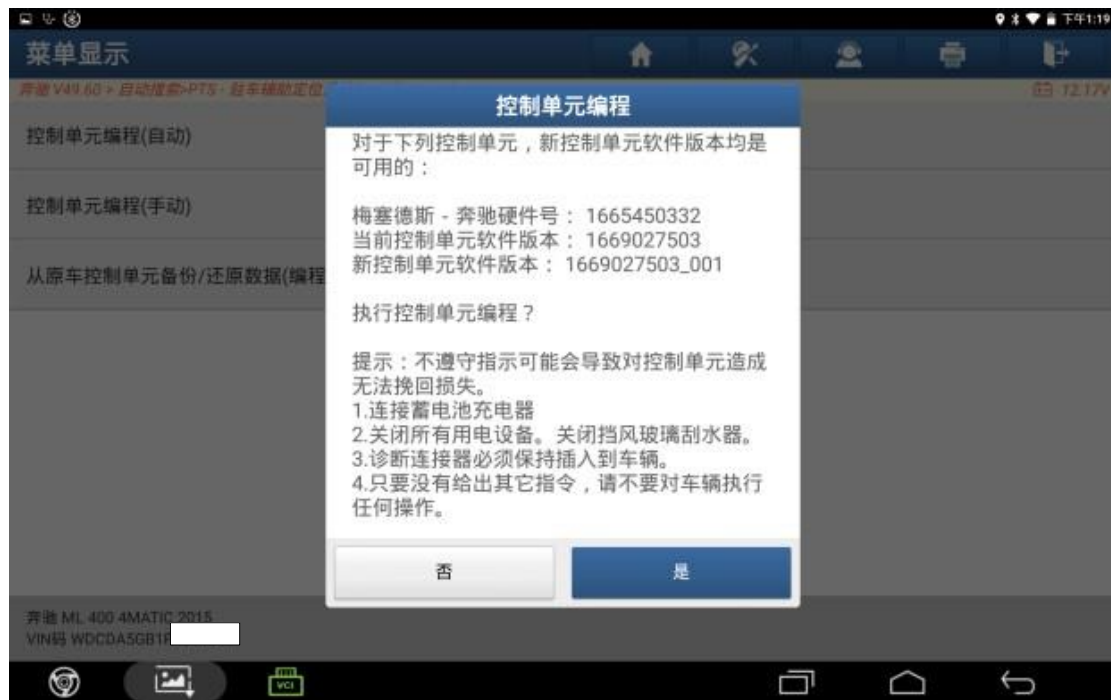 下午1:19
菜单显示
奔驰 V49.60 > 自动搜索>PTS - 驻车辅助定位
12.17V
控制单元编程(自动)
控制单元编程(手动)
从原车控制单元备份/还原数据(编程
控制单元编程
对于下列控制单元，新控制单元软件版本均是
可用的：
梅塞德斯 - 奔驰硬件号： 1665450332
当前控制单元软件版本： 1669027503
新控制单元软件版本： 1669027503_001
执行控制单元编程？
提示：不遵守指示可能会导致对控制单元造成
无法挽回损失。
1.连接蓄电池充电器
2.关闭所有用电设备。关闭挡风玻璃刮水器。
3.诊断连接器必须保持插入到车辆。
4.只要没有给出其它指令，请不要对车辆执行
任何操作。
否
是
奔驰 ML 400 4MATIC 2015
VIN码 WDCDA5GB1F
VCI